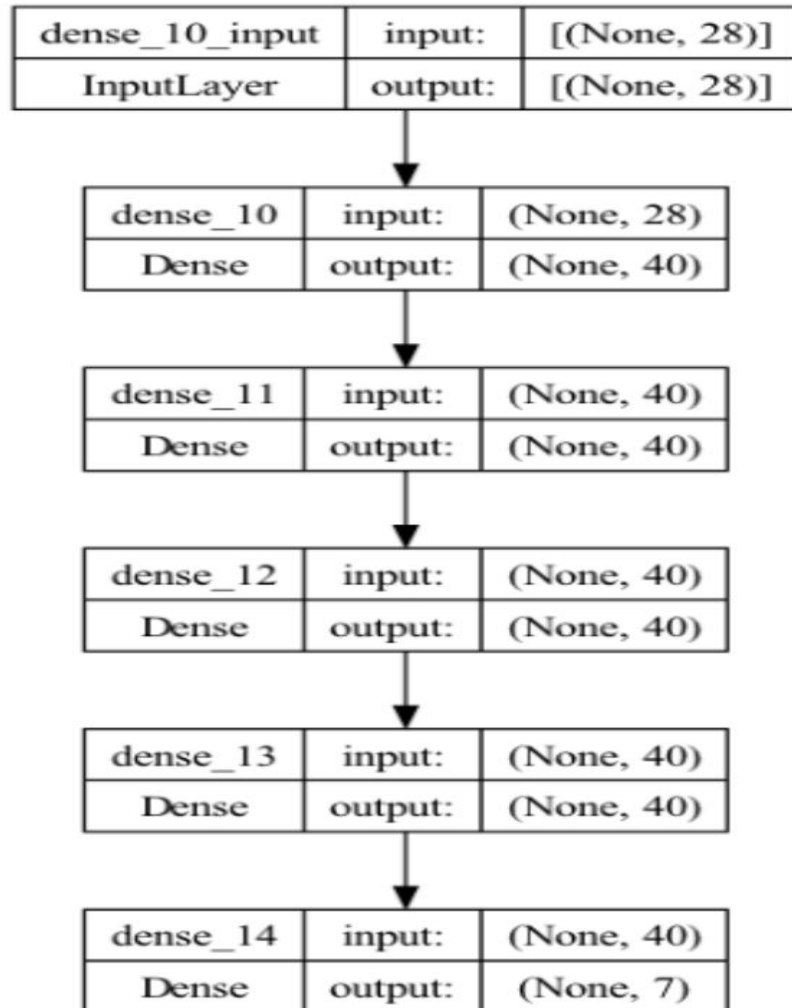 dense_10_input input: [(None, 28)]
InputLayer output: [(None, 28)]
dense_10 input: (None, 28)
Dense output: (None, 40)
dense_11 input: (None, 40)
Dense output: (None, 40)
dense_12 input: (None, 40)
Dense output: (None, 40)
dense_13 input: (None, 40)
Dense output: (None, 40)
dense_14 input: (None, 40)
Dense output: (None, 7)